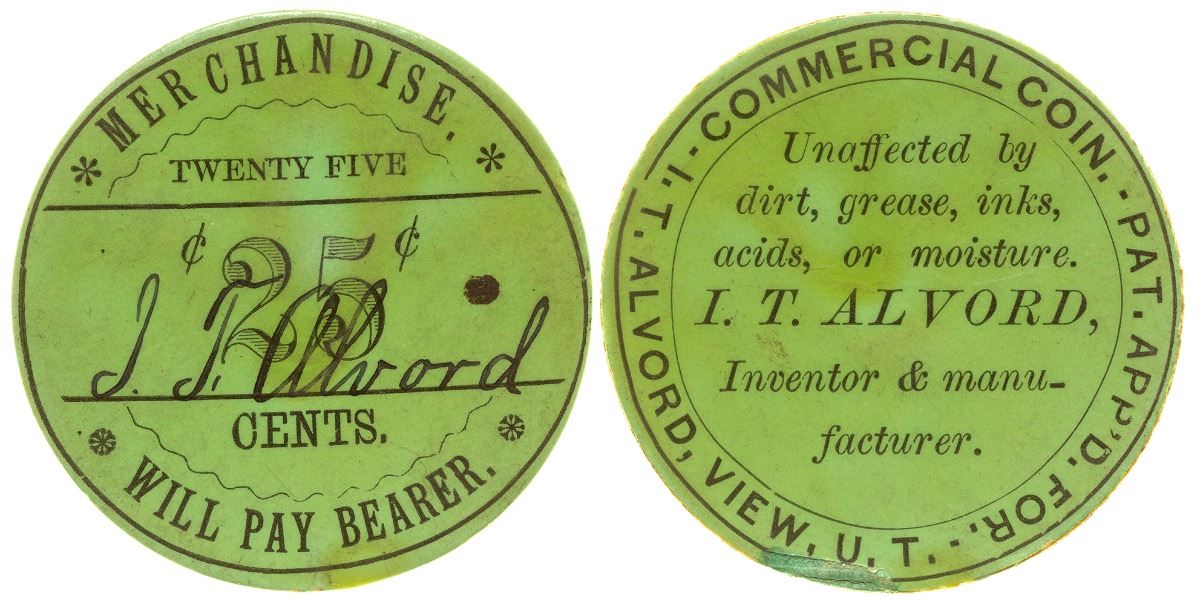 MERCHANDISE.
TWENTY FIVE
¢ 25 ¢
I. T. Alvord
CENTS.
WILL PAY BEARER.
I. T. ALVORD, VIEW, U. T. - COMMERCIAL COIN. - PAT. APP'D. FOR. -
Unaffected by
dirt, grease, inks,
acids, or moisture.
I. T. ALVORD,
Inventor & manu-
facturer.